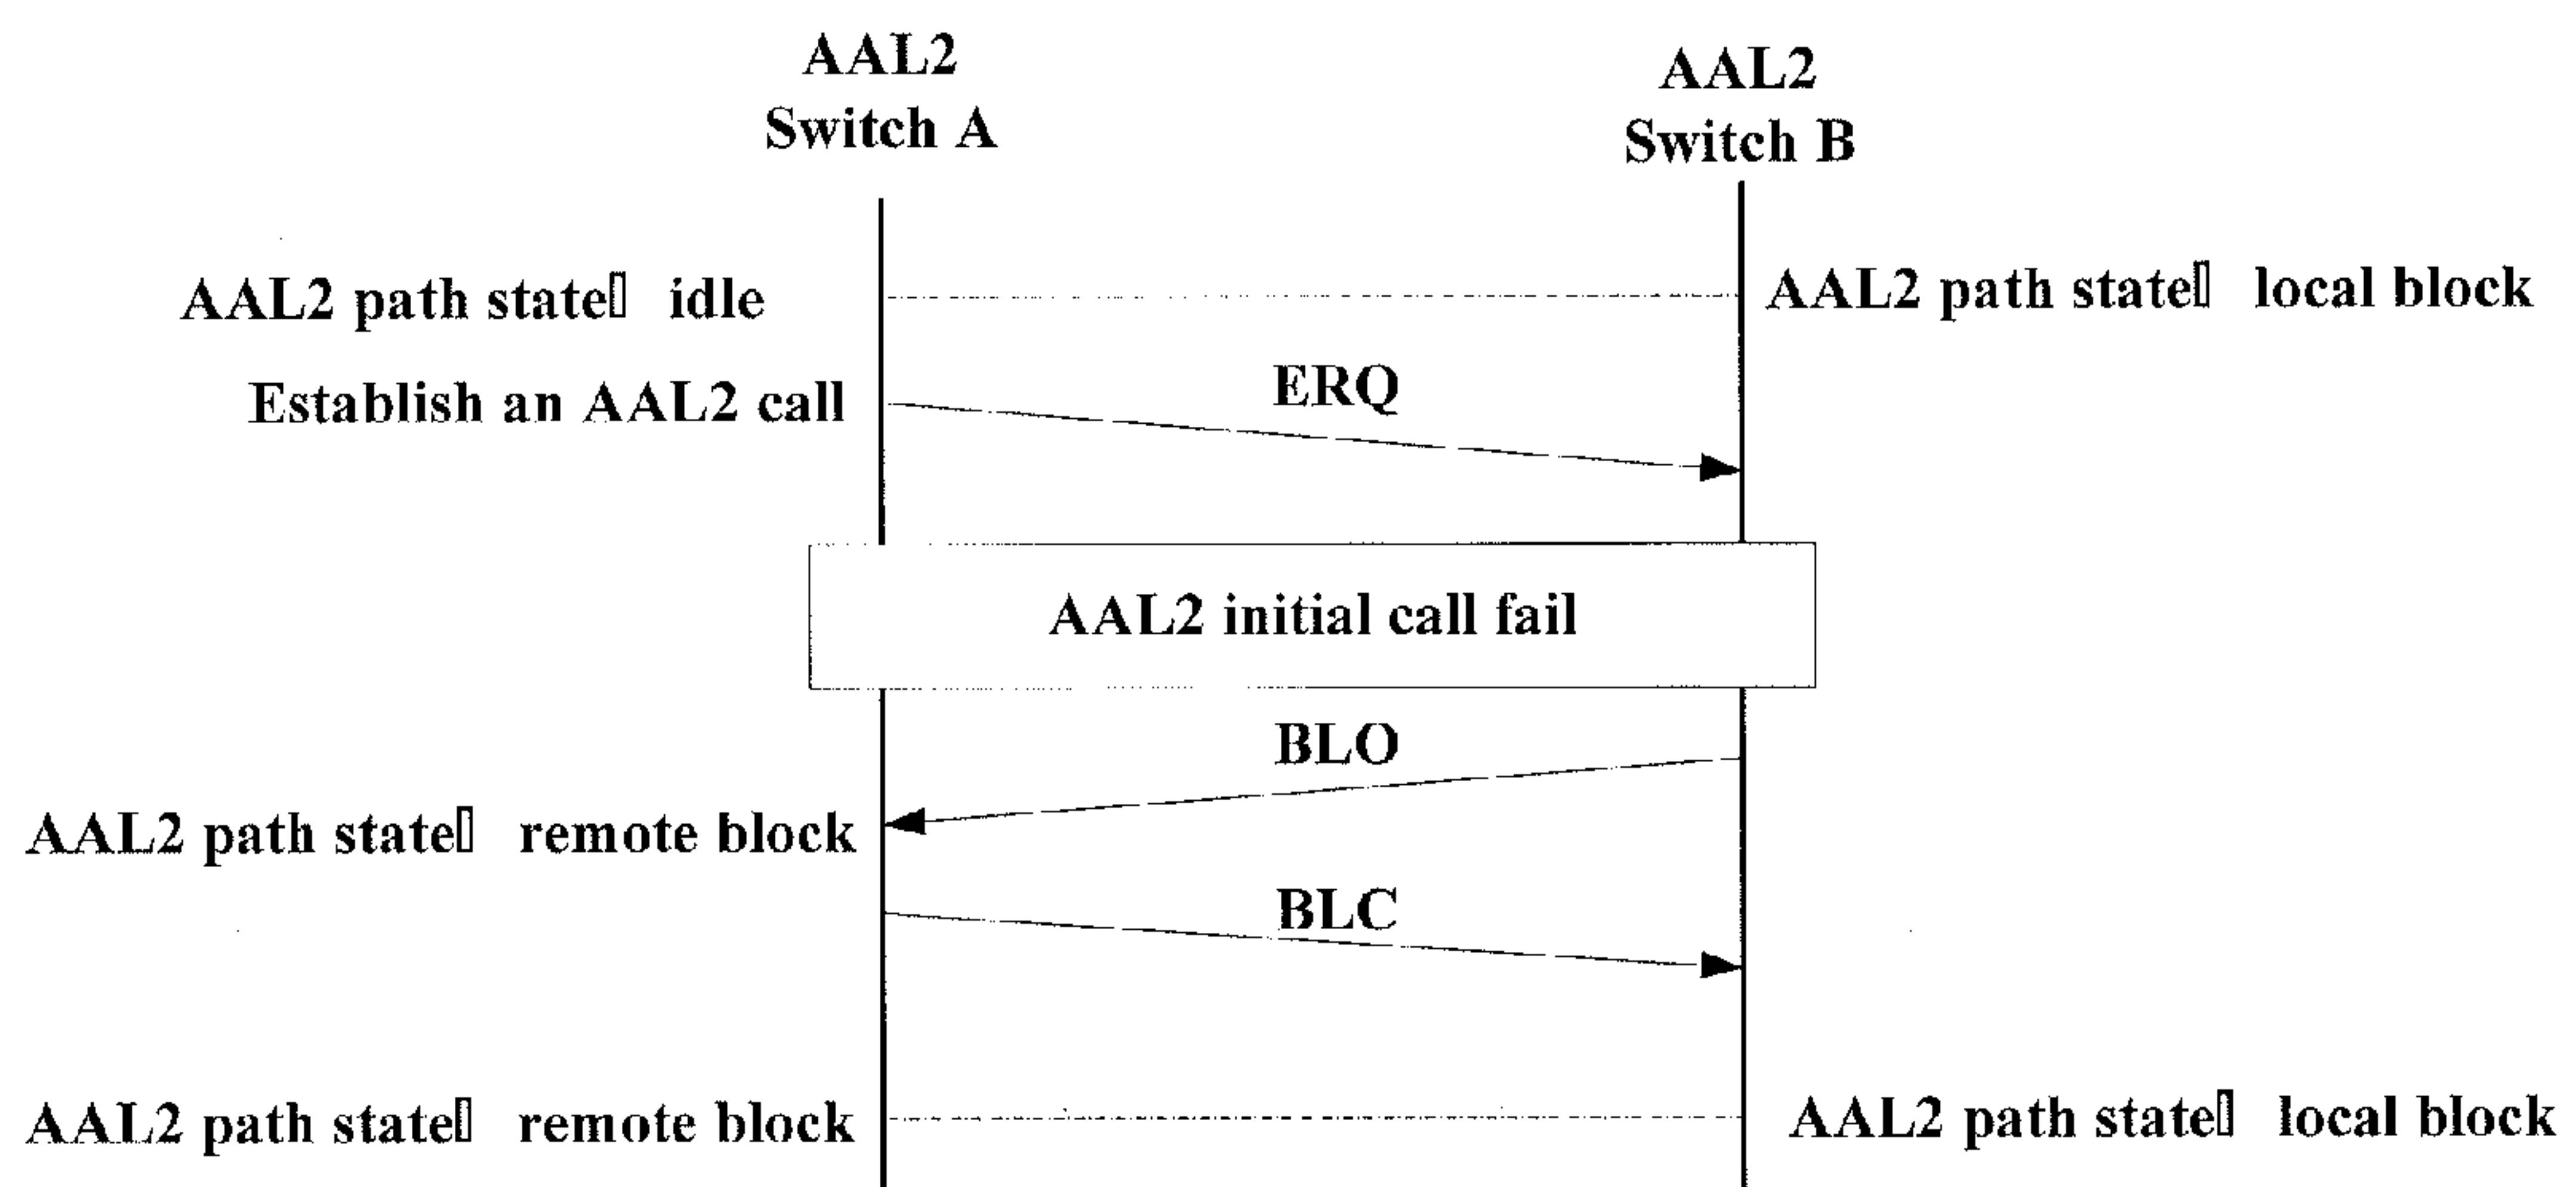 AAL2
Switch A
AAL2
Switch B
AAL2 path state▯ idle
AAL2 path state▯ local block
Establish an AAL2 call
ERQ
AAL2 initial call fail
BLO
AAL2 path state▯ remote block
BLC
AAL2 path state▯ remote block
AAL2 path state▯ local block